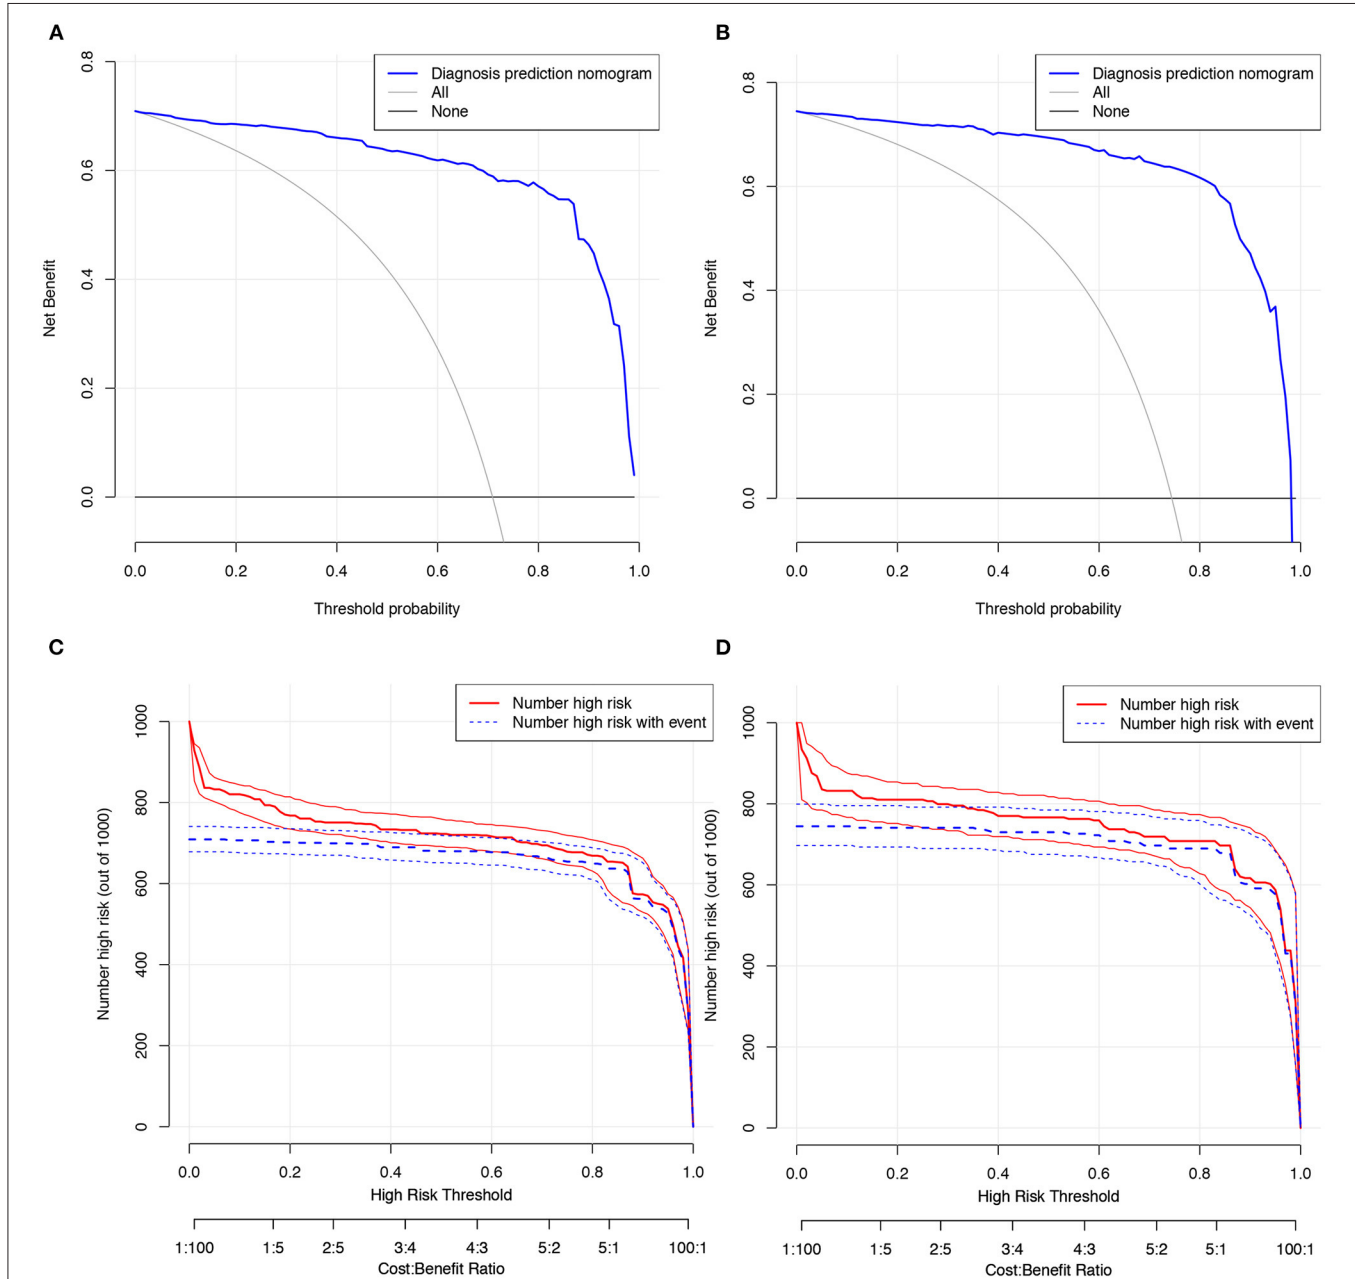 A
B
Diagnosis prediction nomogram
All
None
Diagnosis prediction nomogram
All
None
Net Benefit
0.8
0.6
0.4
0.2
0.0
0.0 0.2 0.4 0.6 0.8 1.0
Threshold probability
Net Benefit
0.8
0.6
0.4
0.2
0.0
0.0 0.2 0.4 0.6 0.8 1.0
Threshold probability
C
D
Number high risk
Number high risk with event
Number high risk (out of 1000)
1000
800
600
400
200
0
0.0 0.2 0.4 0.6 0.8 1.0
High Risk Threshold
1:100 1:5 2:5 3:4 4:3 5:2 5:1 100:1
Cost:Benefit Ratio
Number high risk
Number high risk with event
Number high risk (out of 1000)
1000
800
600
400
200
0
0.0 0.2 0.4 0.6 0.8 1.0
High Risk Threshold
1:100 1:5 2:5 3:4 4:3 5:2 5:1 100:1
Cost:Benefit Ratio